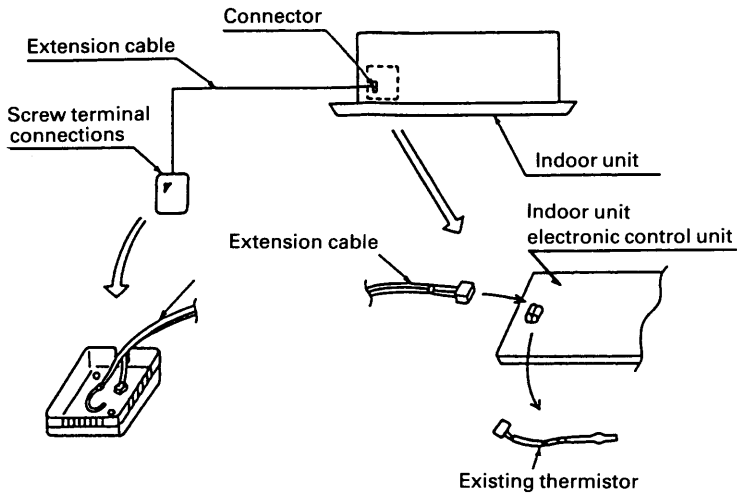 Connector
Extension cable
Screw terminal
connections
Indoor unit
Indoor unit
electronic control unit
Extension cable
Existing thermistor